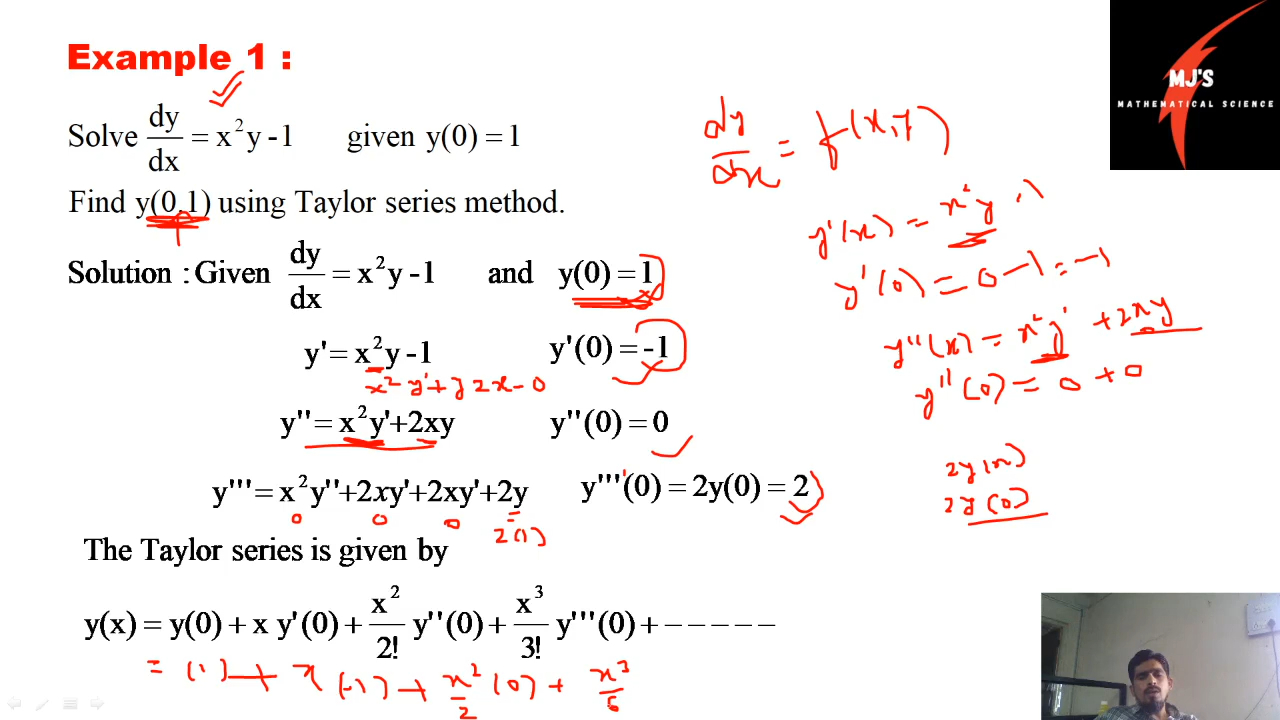 Example 1 :
Solve dy/dx = x²y - 1 given y(0) = 1
Find y(0.1) using Taylor series method.
Solution : Given dy/dx = x²y - 1 and y(0) = 1
y' = x²y - 1 y'(0) = -1
x² y' + y 2x - 0
y'' = x²y' + 2xy y''(0) = 0
y''' = x²y'' + 2xy' + 2xy' + 2y y'''(0) = 2y(0) = 2
0 0 0 2(1)
The Taylor series is given by
y(x) = y(0) + x y'(0) + x²/2! y''(0) + x³/3! y'''(0) + - - - - -
= (1) + x (-1) + x²/2 (0) + x³/6
dy/dx = f(x,y)
y'(x) = x²y - 1
y'(0) = 0 - 1 = -1
y''(x) = x²y' + 2xy
y''(0) = 0 + 0
2y(x)
2y(0)
MJ'S
MATHEMATICAL SCIENCE